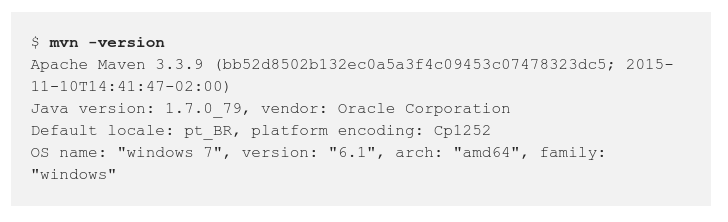 $ mvn -version
Apache Maven 3.3.9 (bb52d8502b132ec0a5a3f4c09453c07478323dc5; 2015-
11-10T14:41:47-02:00)
Java version: 1.7.0_79, vendor: Oracle Corporation
Default locale: pt_BR, platform encoding: Cp1252
OS name: "windows 7", version: "6.1", arch: "amd64", family:
"windows"